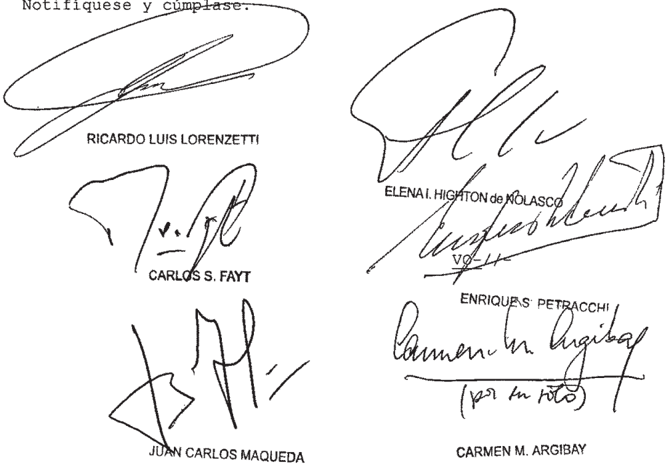 Notifíquese y cúmplase.
RICARDO LUIS LORENZETTI
ELENA I. HIGHTON de NOLASCO
CARLOS S. FAYT
VO-//-
ENRIQUE S. PETRACCHI
Carmen M. Argibay
(por su voto)
JUAN CARLOS MAQUEDA
CARMEN M. ARGIBAY